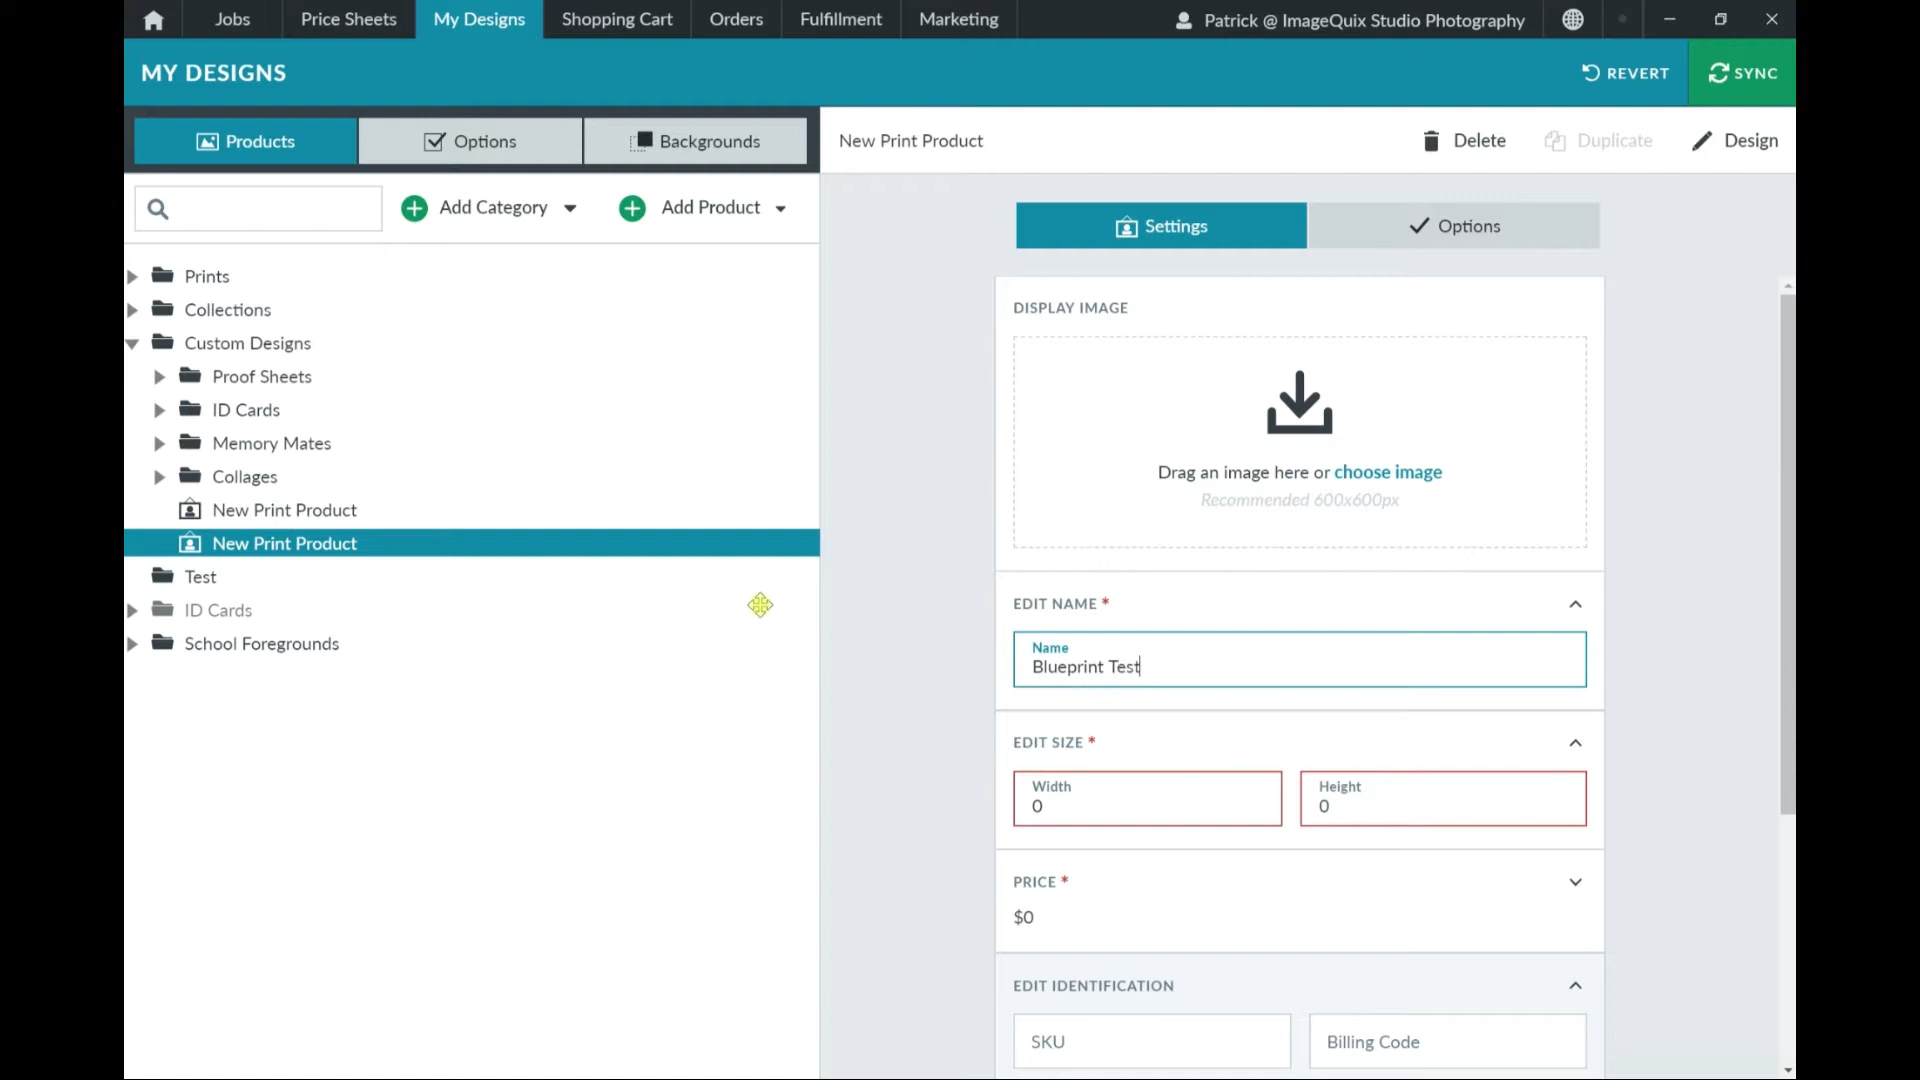 Jobs
Price Sheets
My Designs
Shopping Cart
Orders
Fulfillment
Marketing
Patrick @ ImageQuix Studio Photography
MY DESIGNS
REVERT
SYNC
Products
Options
Backgrounds
New Print Product
Delete
Duplicate
Design
Add Category
Add Product
Settings
Options
Prints
Collections
Custom Designs
Proof Sheets
ID Cards
Memory Mates
Collages
New Print Product
New Print Product
Test
ID Cards
School Foregrounds
DISPLAY IMAGE
Drag an image here or choose image
Recommended 600x600px
EDIT NAME *
Name
Blueprint Test
EDIT SIZE *
Width
0
Height
0
PRICE *
$0
EDIT IDENTIFICATION
SKU
Billing Code